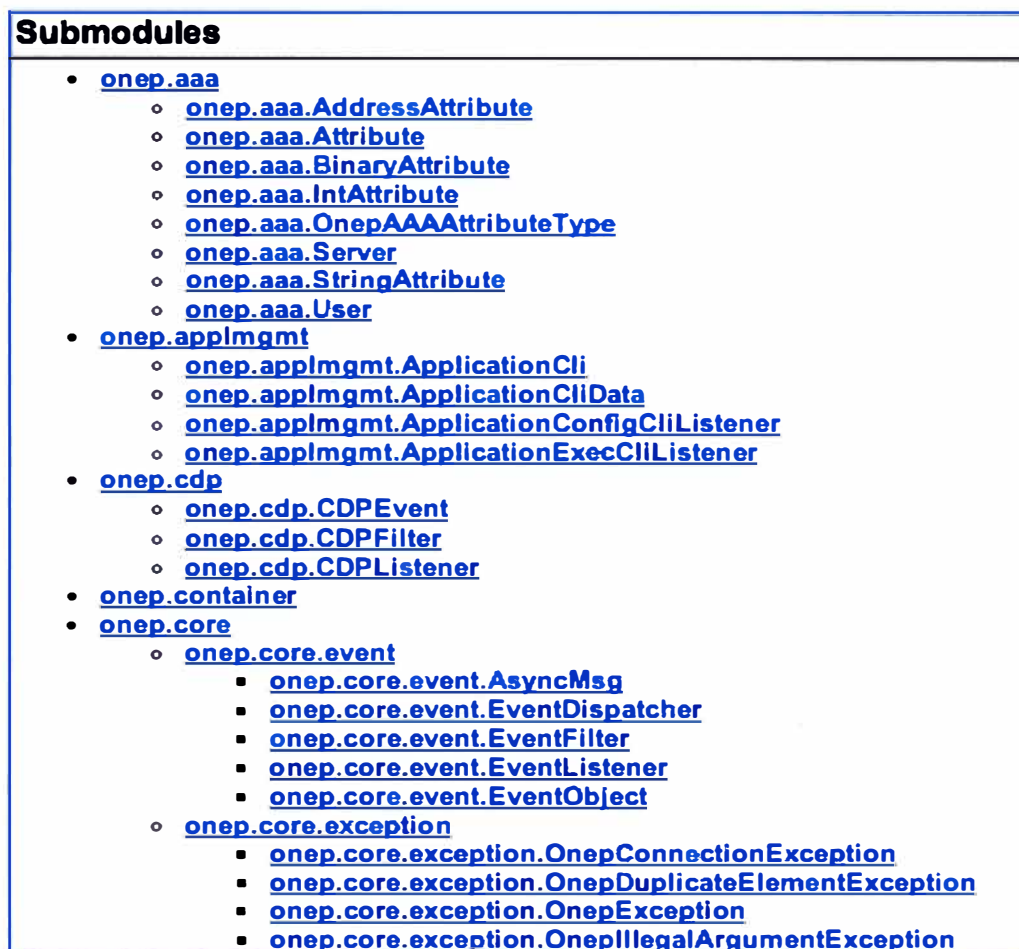 Submodules
onep.aaa
onep.aaa.AddressAttribute
onep.aaa.Attribute
onep.aaa.BinaryAttribute
onep.aaa.IntAttribute
onep.aaa.OnepAAAAttributeType
onep.aaa.Server
onep.aaa.StringAttribute
onep.aaa.User
onep.applmgmt
onep.applmgmt.ApplicationCli
onep.applmgmt.ApplicationCliData
onep.applmgmt.ApplicationConfigCliListener
onep.applmgmt.ApplicationExecCliListener
onep.cdp
onep.cdp.CDPEvent
onep.cdp.CDPFilter
onep.cdp.CDPListener
onep.container
onep.core
onep.core.event
onep.core.event.AsyncMsg
onep.core.event.EventDispatcher
onep.core.event.EventFilter
onep.core.event.EventListener
onep.core.event.EventObject
onep.core.exception
onep.core.exception.OnepConnectionException
onep.core.exception.OnepDuplicateElementException
onep.core.exception.OnepException
onep.core.exception.OnepIllegalArgumentException